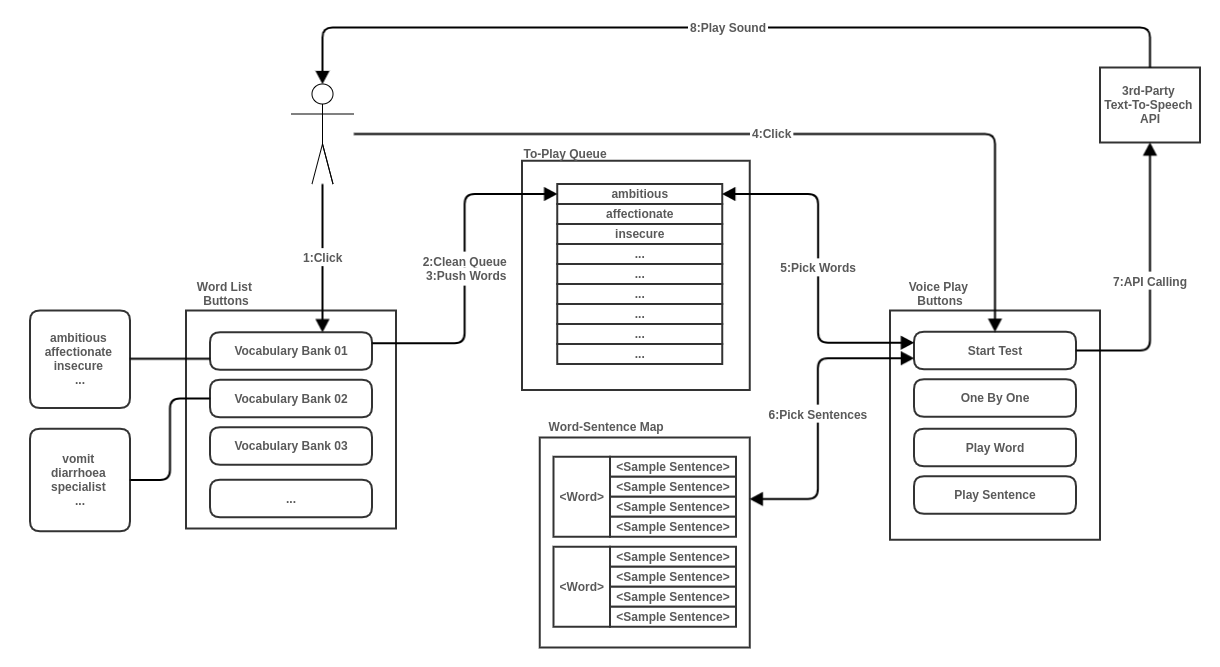 8:Play Sound
3rd-Party
Text-To-Speech
API
4:Click
To-Play Queue
ambitious
affectionate
insecure
...
...
...
...
...
...
1:Click
2:Clean Queue
3:Push Words
5:Pick Words
7:API Calling
Word List
Buttons
Voice Play
Buttons
ambitious
affectionate
insecure
...
Vocabulary Bank 01
Vocabulary Bank 02
Vocabulary Bank 03
...
vomit
diarrhoea
specialist
...
Start Test
One By One
Play Word
Play Sentence
6:Pick Sentences
Word-Sentence Map
<Word>
<Sample Sentence>
<Sample Sentence>
<Sample Sentence>
<Sample Sentence>
<Word>
<Sample Sentence>
<Sample Sentence>
<Sample Sentence>
<Sample Sentence>